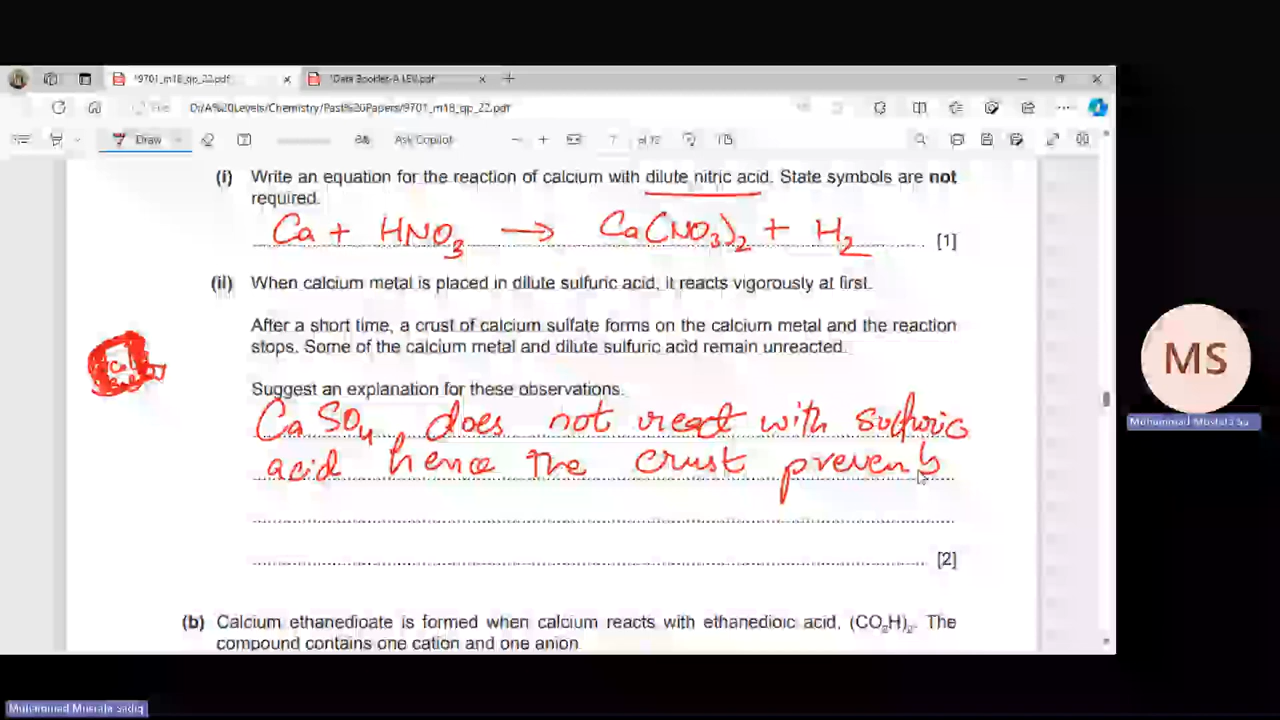 *9701_m18_qp_22.pdf
*Data Booklet-A LEVEL.pdf
D:/A%20Levels/Chemistry/Past%20Papers/9701_m18_qp_22.pdf
Draw
Ask Copilot
7
of 12
(i) Write an equation for the reaction of calcium with dilute nitric acid. State symbols are not
required.
Ca + HNO3 → Ca(NO3)2 + H2
[1]
(ii) When calcium metal is placed in dilute sulfuric acid, it reacts vigorously at first.
After a short time, a crust of calcium sulfate forms on the calcium metal and the reaction
stops. Some of the calcium metal and dilute sulfuric acid remain unreacted.
MS
Ca
Suggest an explanation for these observations.
CaSO4, does not react with sulfuric
Muhammad Mustafa Sa
acid hence the crust prevents
[2]
(b) Calcium ethanedioate is formed when calcium reacts with ethanedioic acid, (CO2H)2. The
compound contains one cation and one anion
Muhammad Mustafa Sadiq